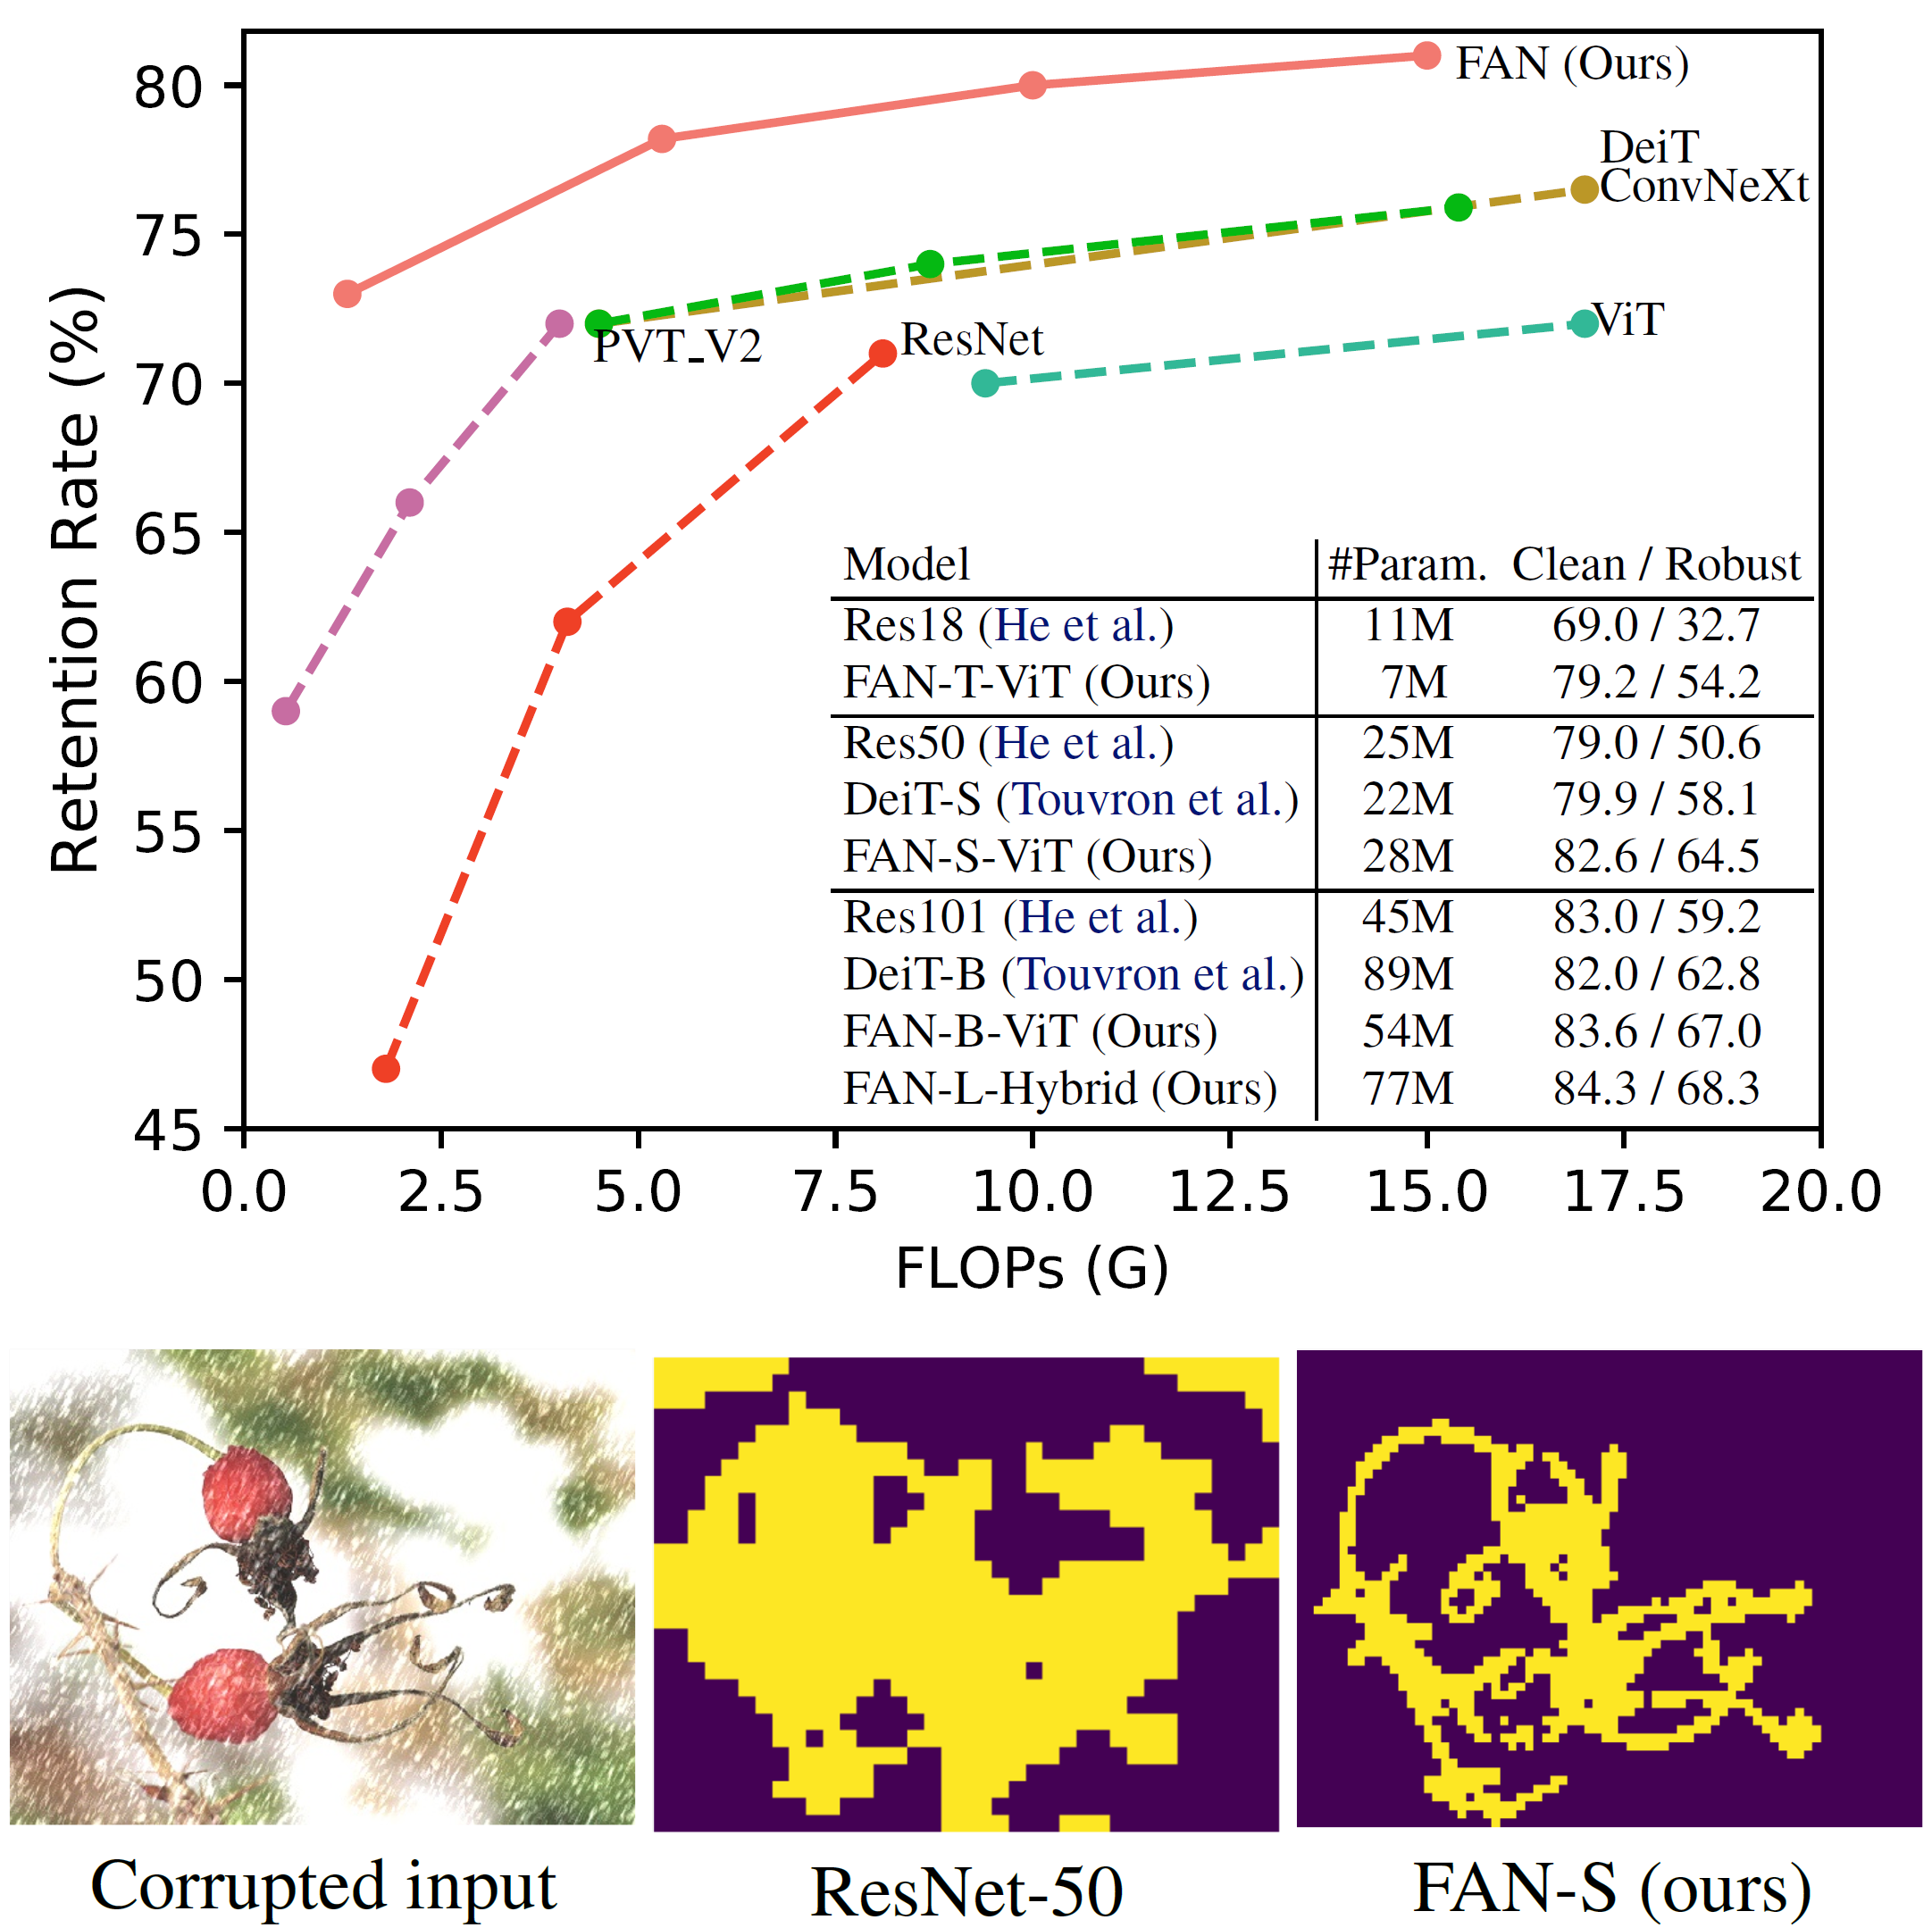 80
75
70
65
60
55
50
45
Retention Rate (%)
FAN (Ours)
DeiT
ConvNeXt
ViT
PVT_V2
ResNet
Model #Param. Clean / Robust
Res18 (He et al.) 11M 69.0 / 32.7
FAN-T-ViT (Ours) 7M 79.2 / 54.2
Res50 (He et al.) 25M 79.0 / 50.6
DeiT-S (Touvron et al.) 22M 79.9 / 58.1
FAN-S-ViT (Ours) 28M 82.6 / 64.5
Res101 (He et al.) 45M 83.0 / 59.2
DeiT-B (Touvron et al.) 89M 82.0 / 62.8
FAN-B-ViT (Ours) 54M 83.6 / 67.0
FAN-L-Hybrid (Ours) 77M 84.3 / 68.3
0.0 2.5 5.0 7.5 10.0 12.5 15.0 17.5 20.0
FLOPs (G)
Corrupted input
ResNet-50
FAN-S (ours)